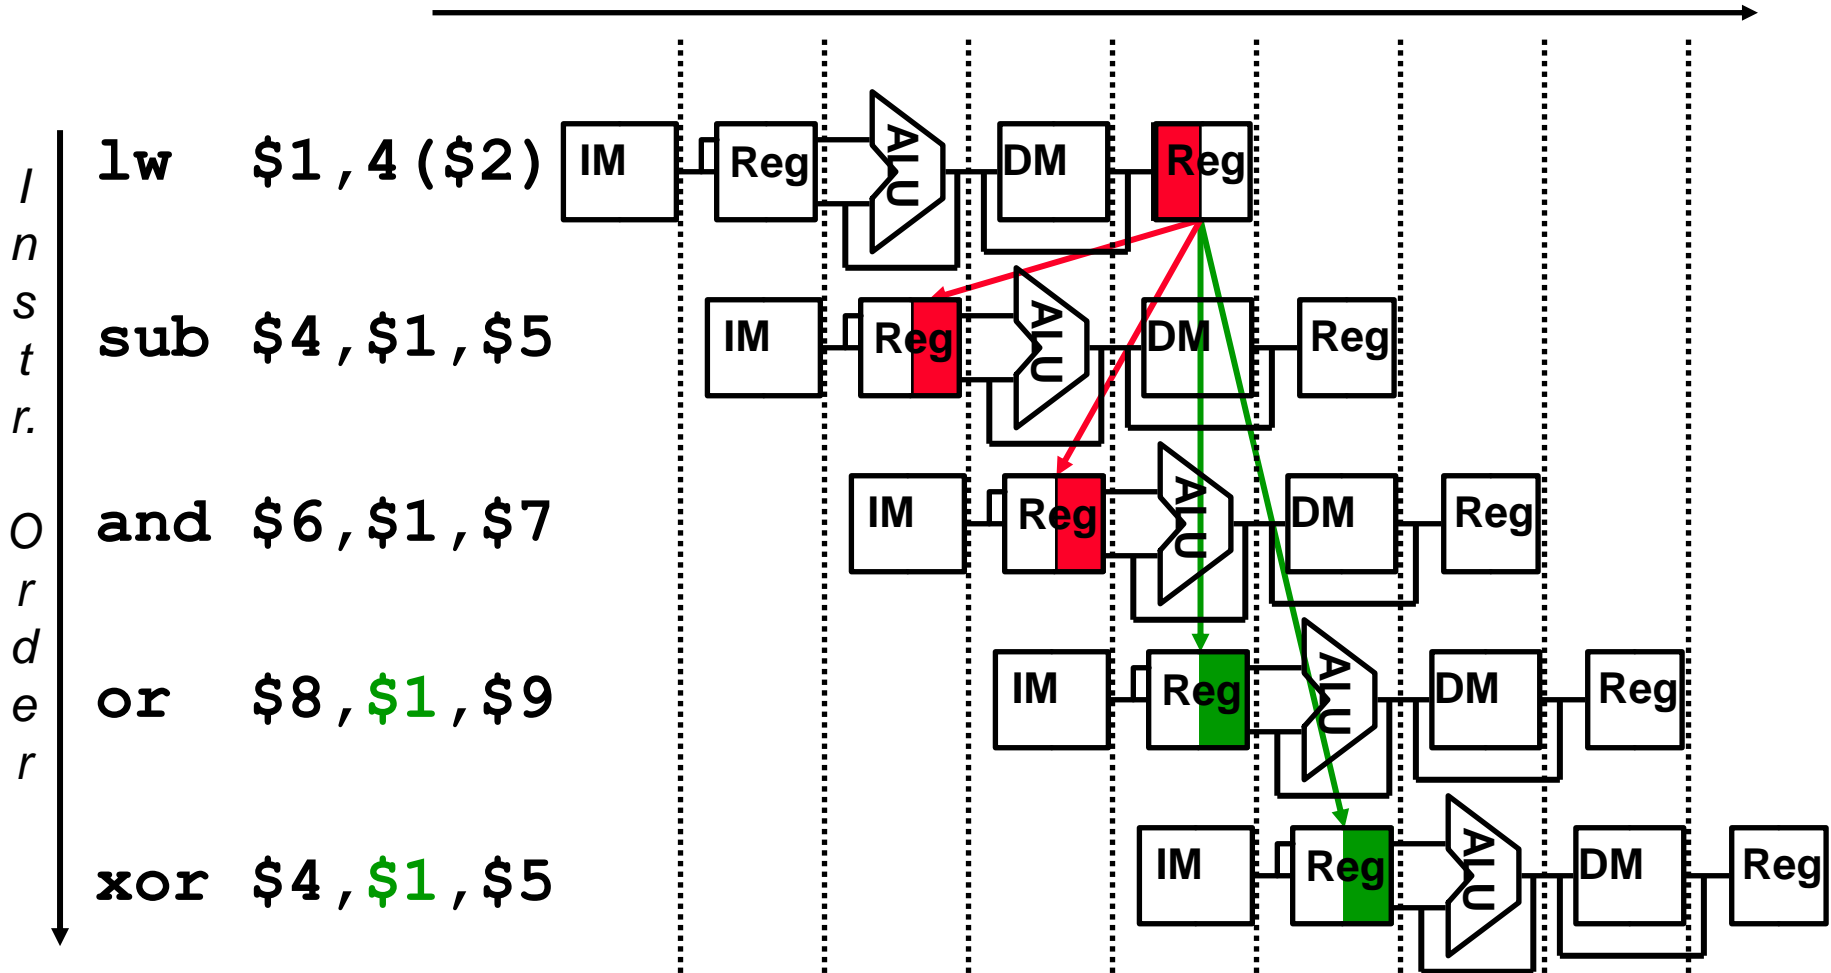 Instr. Order
lw $1,4($2) IM Reg ALU DM Reg
sub $4,$1,$5 IM Reg ALU DM Reg
and $6,$1,$7 IM Reg ALU DM Reg
or $8,$1,$9 IM Reg ALU DM Reg
xor $4,$1,$5 IM Reg ALU DM Reg